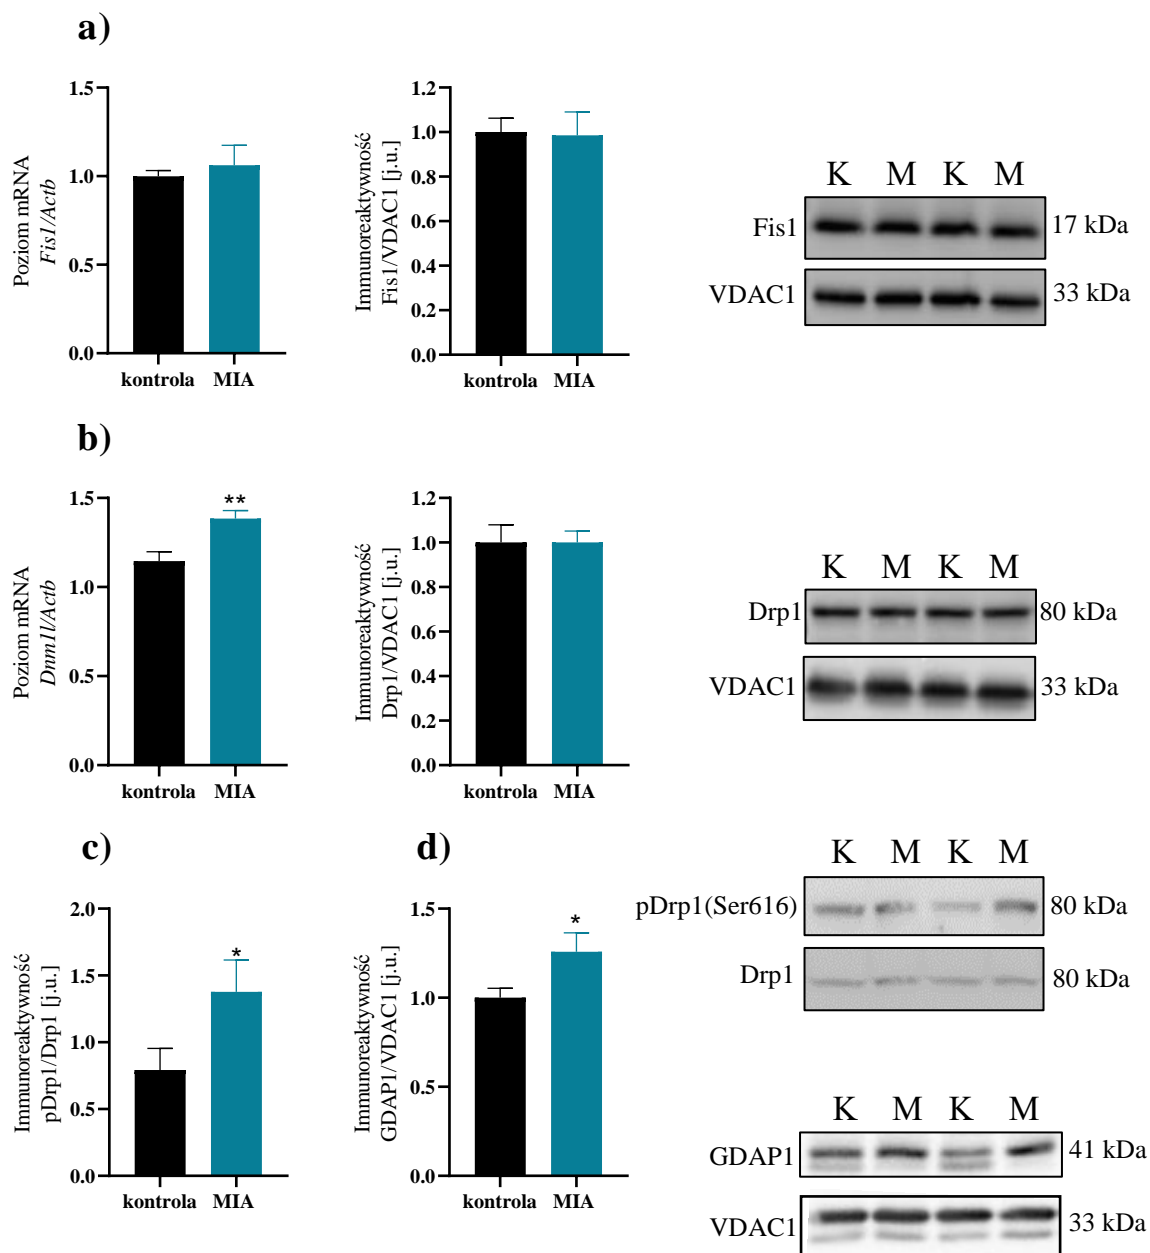 a)
Poziom mRNA
Fis1/Actb
1.5
1.0
0.5
0.0
kontrola MIA
Immunoreaktywność
Fis1/VDAC1 [j.u.]
1.2
1.0
0.8
0.6
0.4
0.2
0.0
kontrola MIA
K M K M
Fis1 17 kDa
VDAC1 33 kDa
b)
Poziom mRNA
Dnm1l/Actb
1.5
1.0
0.5
0.0
**
kontrola MIA
Immunoreaktywność
Drp1/VDAC1 [j.u.]
1.2
1.0
0.8
0.6
0.4
0.2
0.0
kontrola MIA
K M K M
Drp1 80 kDa
VDAC1 33 kDa
c)
Immunoreaktywność
pDrp1/Drp1 [j.u.]
2.0
1.5
1.0
0.5
0.0
*
kontrola MIA
d)
Immunoreaktywność
GDAP1/VDAC1 [j.u.]
1.5
1.0
0.5
0.0
*
kontrola MIA
K M K M
pDrp1(Ser616) 80 kDa
Drp1 80 kDa
K M K M
GDAP1 41 kDa
VDAC1 33 kDa